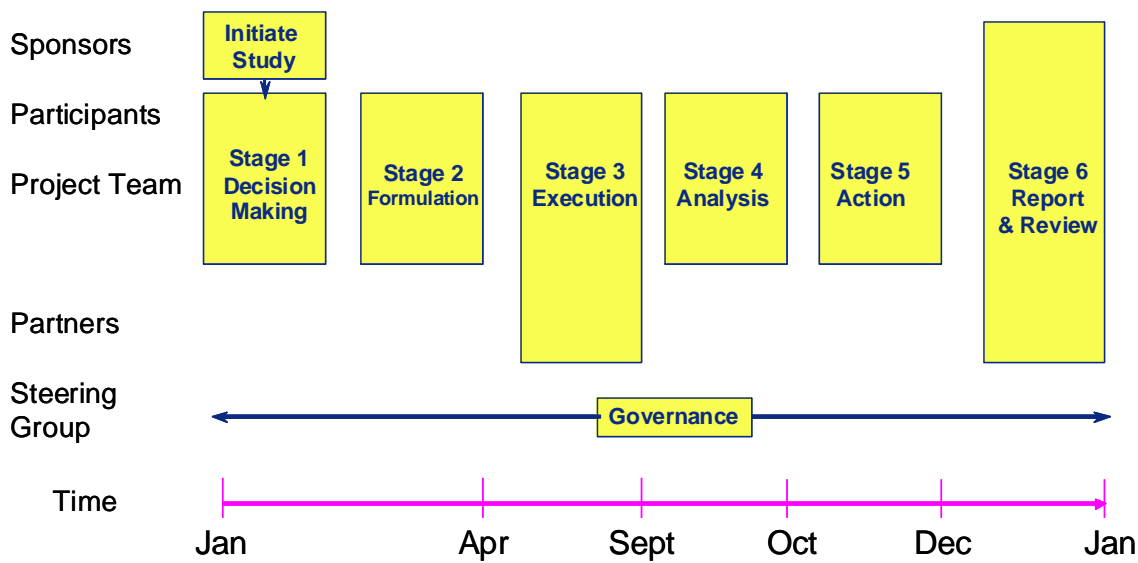 Sponsors
Initiate
Study
Participants
Project Team
Stage 1
Decision
Making
Stage 2
Formulation
Stage 3
Execution
Stage 4
Analysis
Stage 5
Action
Stage 6
Report
& Review
Partners
Steering
Group
Governance
Time
Jan
Apr
Sept
Oct
Dec
Jan